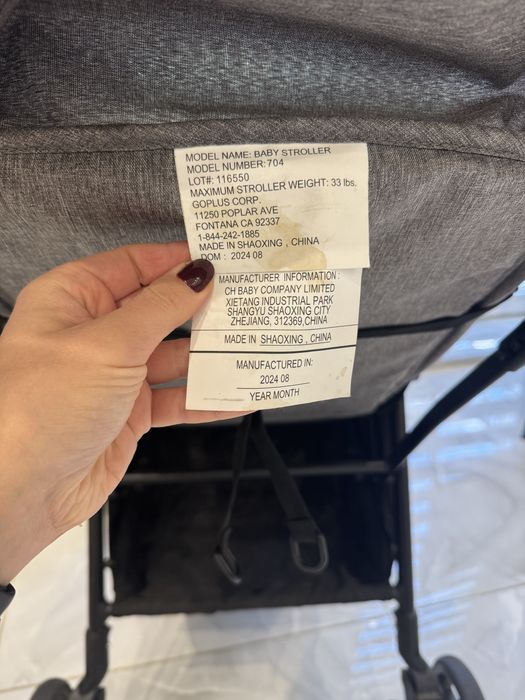 MODEL NAME: BABY STROLLER
MODEL NUMBER: 704
LOT#: 116550
MAXIMUM STROLLER WEIGHT: 33 lbs.
GOPLUS CORP.
11250 POPLAR AVE
FONTANA CA 92337
1-844-242-1885
MADE IN SHAOXING , CHINA
DOM : 2024 08
MANUFACTURER INFORMATION :
CH BABY COMPANY LIMITED
XIETANG INDUSTRIAL PARK
SHANGYU SHAOXING CITY
ZHEJIANG, 312369,CHINA
MADE IN SHAOXING , CHINA
MANUFACTURED IN:
2024 08
YEAR MONTH